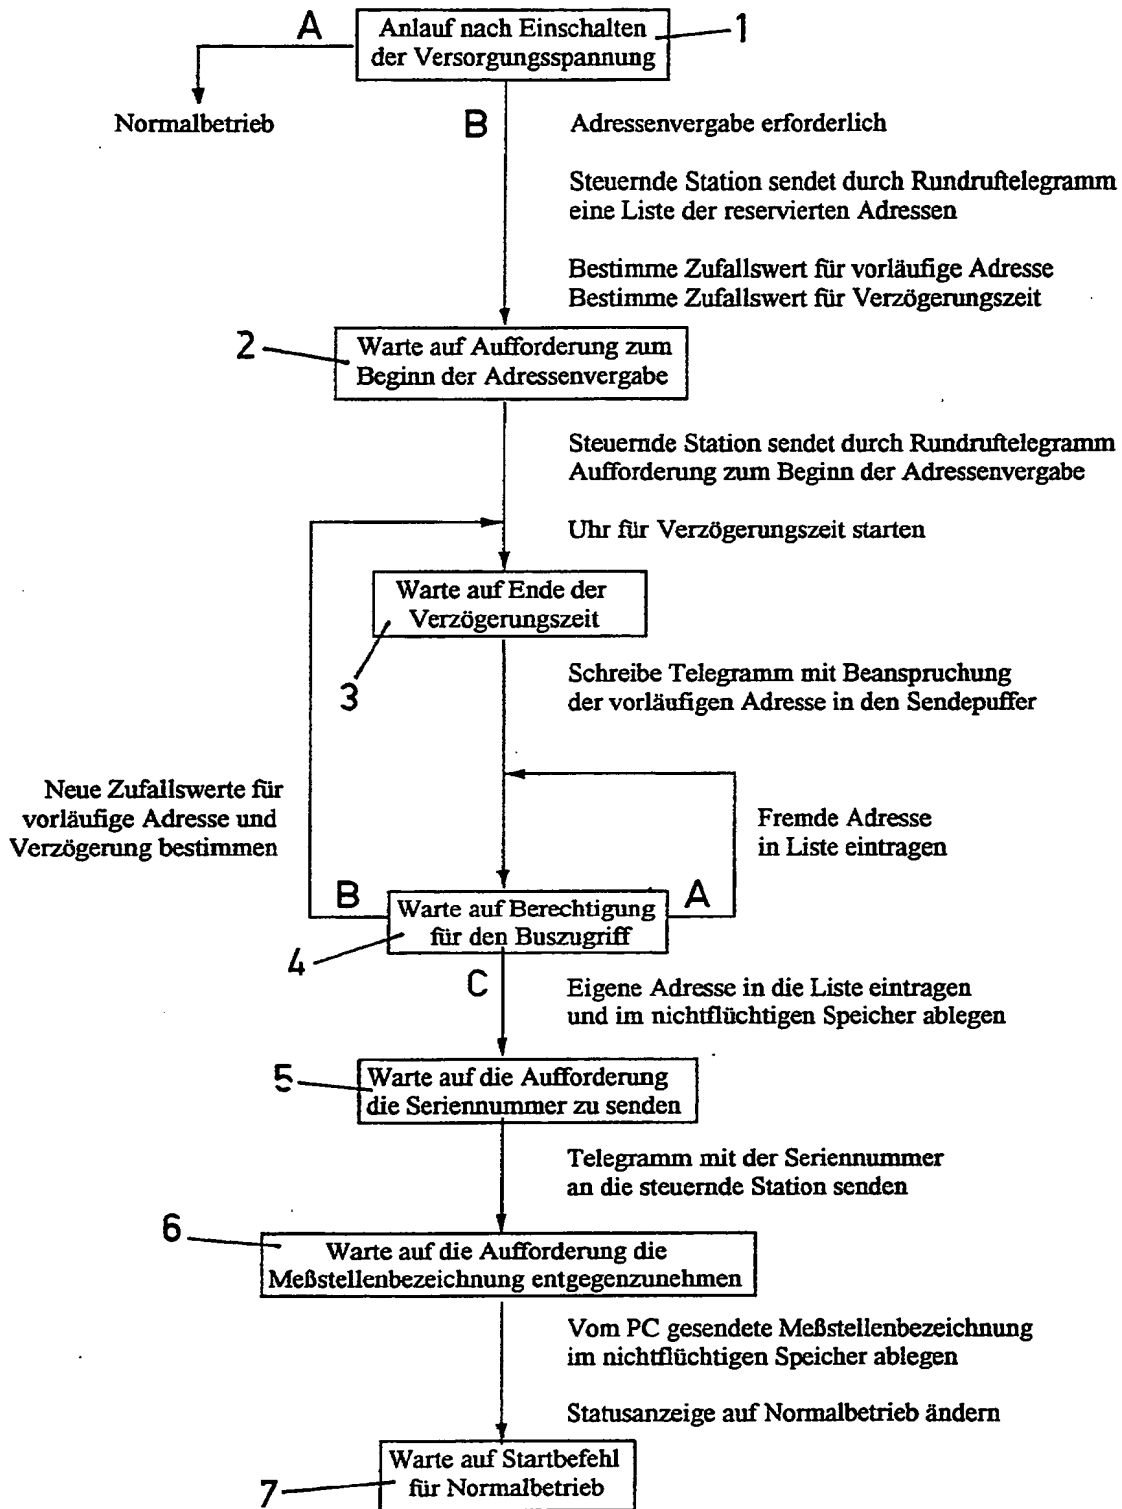 A
Anlauf nach Einschalten
der Versorgungsspannung
1
Normalbetrieb
B
Adressenvergabe erforderlich
Steuernde Station sendet durch Rundruftelegramm
eine Liste der reservierten Adressen
Bestimme Zufallswert für vorläufige Adresse
Bestimme Zufallswert für Verzögerungszeit
2
Warte auf Aufforderung zum
Beginn der Adressenvergabe
Steuernde Station sendet durch Rundruftelegramm
Aufforderung zum Beginn der Adressenvergabe
Uhr für Verzögerungszeit starten
Warte auf Ende der
Verzögerungszeit
3
Schreibe Telegramm mit Beanspruchung
der vorläufigen Adresse in den Sendepuffer
Neue Zufallswerte für
vorläufige Adresse und
Verzögerung bestimmen
Fremde Adresse
in Liste eintragen
B
Warte auf Berechtigung
für den Buszugriff
A
4
C
Eigene Adresse in die Liste eintragen
und im nichtflüchtigen Speicher ablegen
5
Warte auf die Aufforderung
die Seriennummer zu senden
Telegramm mit der Seriennummer
an die steuernde Station senden
6
Warte auf die Aufforderung die
Meßstellenbezeichnung entgegenzunehmen
Vom PC gesendete Meßstellenbezeichnung
im nichtflüchtigen Speicher ablegen
Statusanzeige auf Normalbetrieb ändern
Warte auf Startbefehl
für Normalbetrieb
7